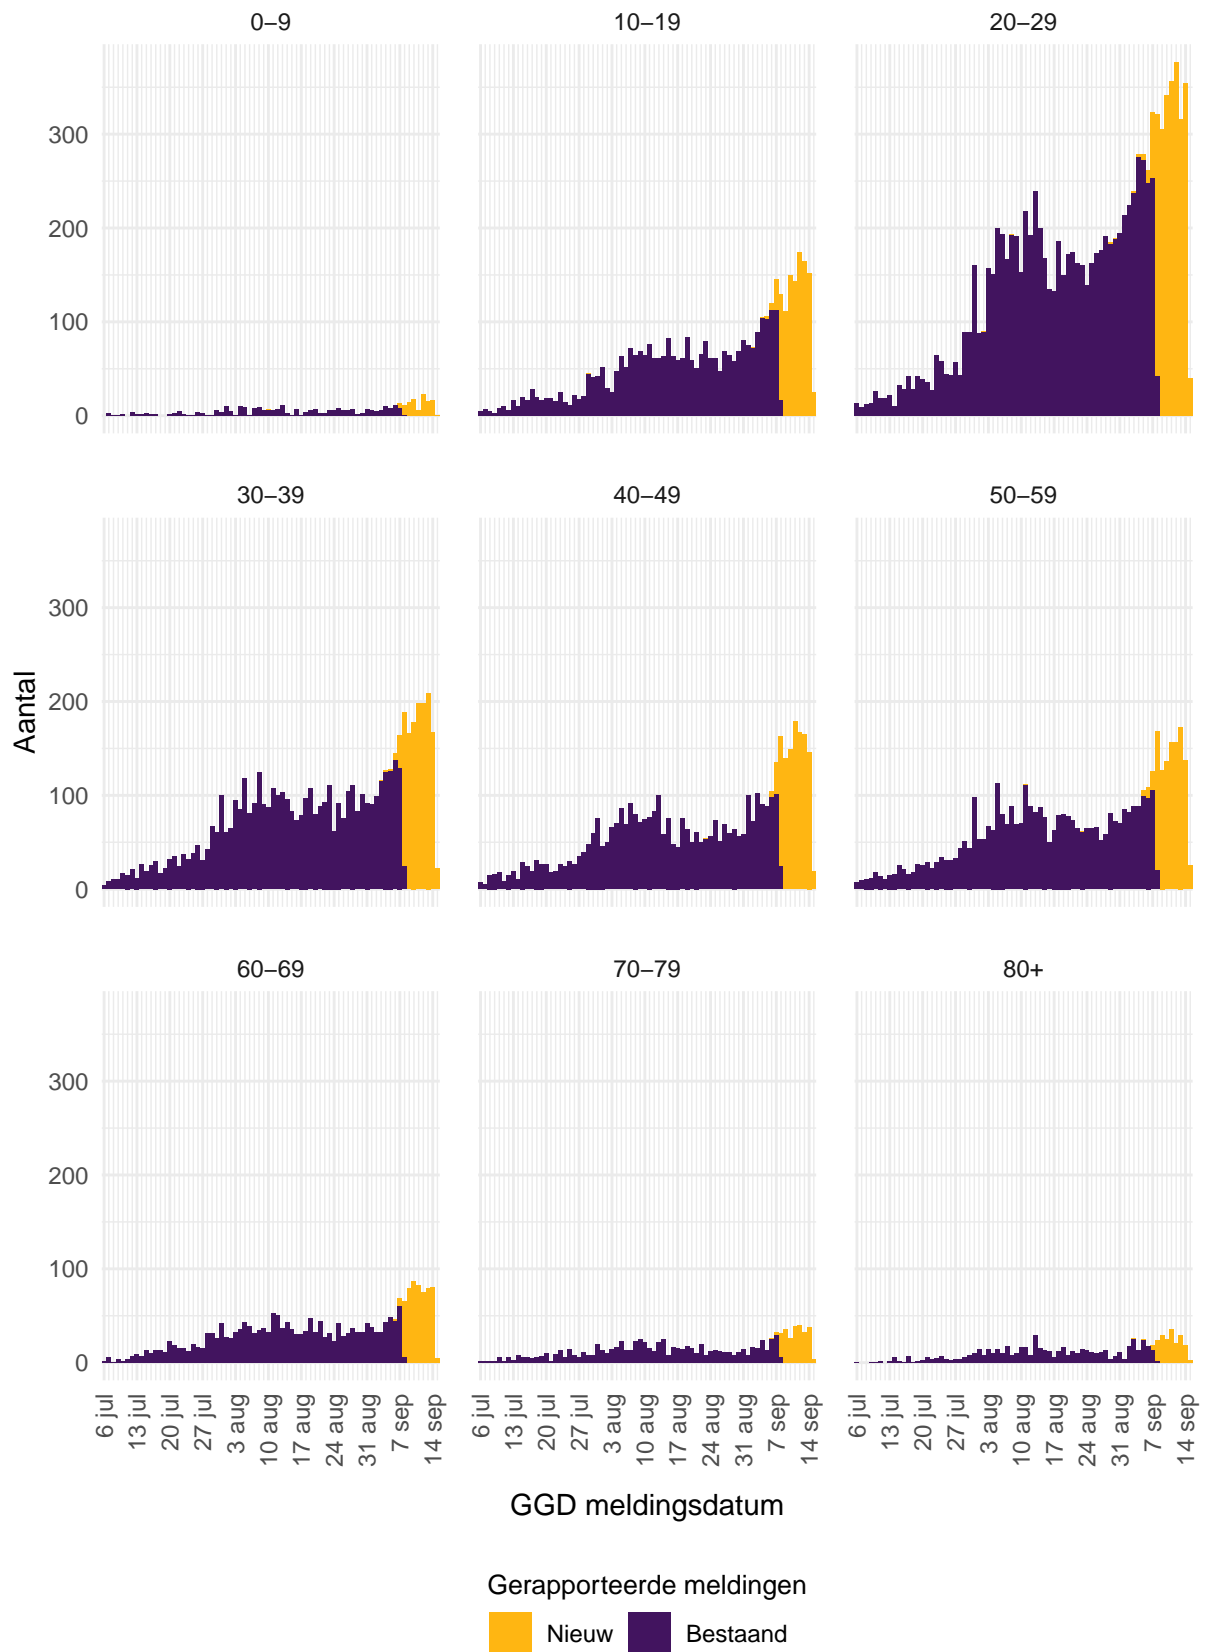 0–9 10–19 20–29
300
200
100
0
30–39 40–49 50–59
300
200
100
0
60–69 70–79 80+
300
200
100
0
Aantal
6 jul 13 jul 20 jul 27 jul 3 aug 10 aug 17 aug 24 aug 31 aug 7 sep 14 sep
6 jul 13 jul 20 jul 27 jul 3 aug 10 aug 17 aug 24 aug 31 aug 7 sep 14 sep
6 jul 13 jul 20 jul 27 jul 3 aug 10 aug 17 aug 24 aug 31 aug 7 sep 14 sep
GGD meldingsdatum
Gerapporteerde meldingen
Nieuw Bestaand